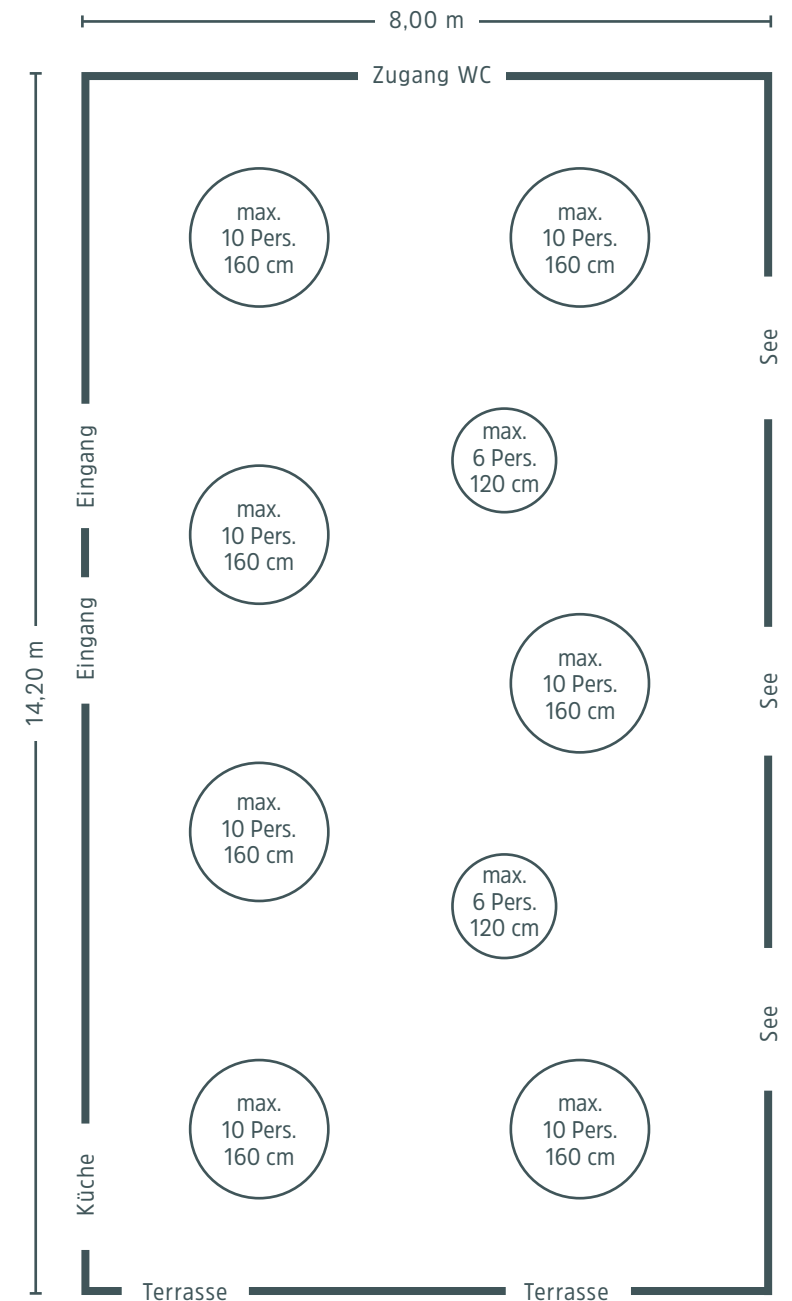 8,00 m
Zugang WC
max.
10 Pers.
160 cm
max.
10 Pers.
160 cm
See
max.
6 Pers.
120 cm
Eingang
max.
10 Pers.
160 cm
Eingang
14,20 m
max.
10 Pers.
160 cm
See
max.
10 Pers.
160 cm
max.
6 Pers.
120 cm
See
max.
10 Pers.
160 cm
max.
10 Pers.
160 cm
Küche
Terrasse
Terrasse